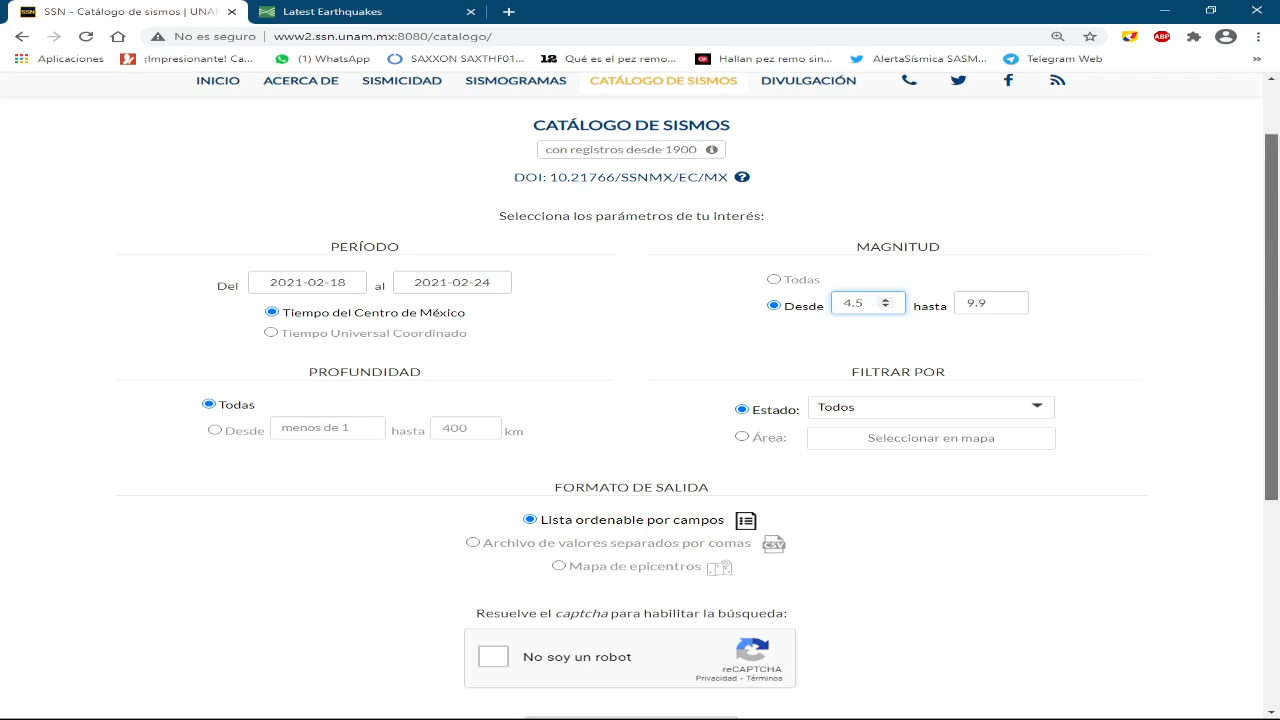 SSN - Catálogo de sismos | UNAM
Latest Earthquakes
No es seguro | www2.ssn.unam.mx:8080/catalogo/
Aplicaciones
¡Impresionante! Ca...
(1) WhatsApp
SAXXON SAXTHF01...
12 Qué es el pez remo...
Hallan pez remo sin...
AlertaSísmica SASM...
Telegram Web
»
INICIO ACERCA DE SISMICIDAD SISMOGRAMAS CATÁLOGO DE SISMOS DIVULGACIÓN
CATÁLOGO DE SISMOS
con registros desde 1900
DOI: 10.21766/SSNMX/EC/MX
Selecciona los parámetros de tu interés:
PERÍODO
Del 2021-02-18 al 2021-02-24
Tiempo del Centro de México
Tiempo Universal Coordinado
MAGNITUD
Todas
Desde 4.5 hasta 9.9
PROFUNDIDAD
Todas
Desde menos de 1 hasta 400 km
FILTRAR POR
Estado: Todos
Área: Seleccionar en mapa
FORMATO DE SALIDA
Lista ordenable por campos
Archivo de valores separados por comas CSV
Mapa de epicentros
Resuelve el captcha para habilitar la búsqueda:
No soy un robot
reCAPTCHA
Privacidad - Términos